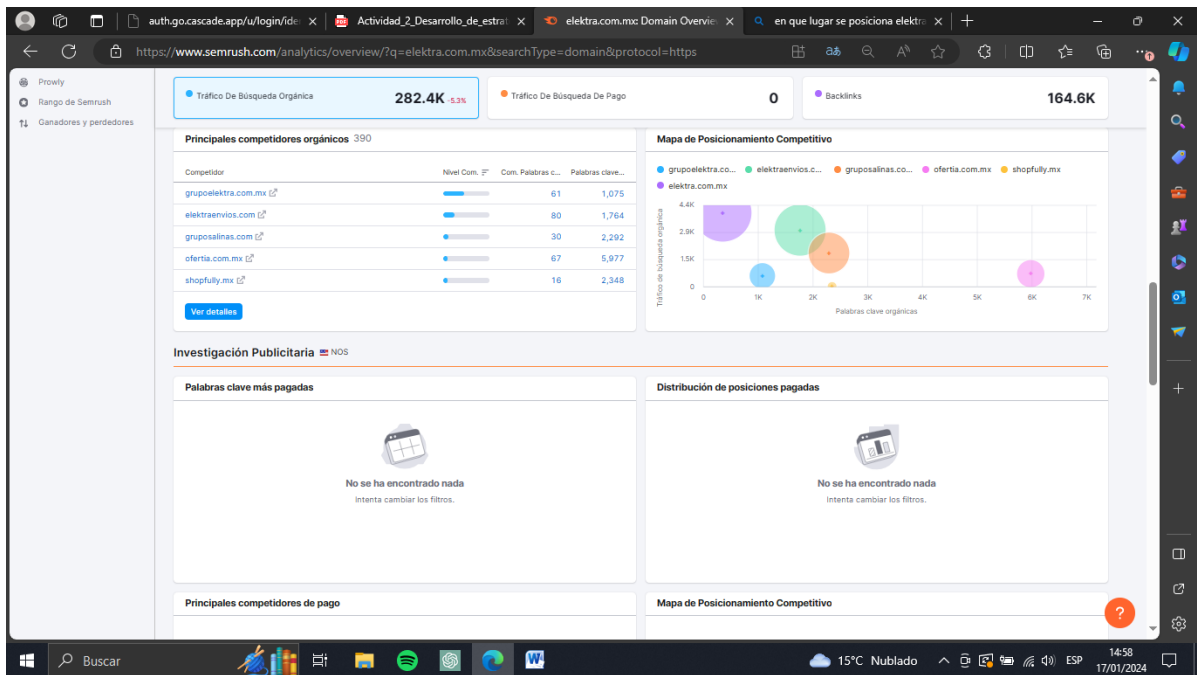 auth.go.cascade.app/u/login/ide
Actividad_2_Desarrollo_de_estrat
elektra.com.mx: Domain Overvie
en que lugar se posiciona elektra
https://www.semrush.com/analytics/overview/?q=elektra.com.mx&searchType=domain&protocol=https
Prowly
Rango de Semrush
Ganadores y perdedores
Tráfico De Búsqueda Orgánica 282.4K -5.3%
Tráfico De Búsqueda De Pago 0
Backlinks 164.6K
Principales competidores orgánicos 390
Competidor Nivel Com. Com. Palabras c... Palabras clave...
grupoelektra.com.mx 61 1,075
elektraenvios.com 80 1,764
gruposalinas.com 30 2,292
ofertia.com.mx 67 5,977
shopfully.mx 16 2,348
Ver detalles
Mapa de Posicionamiento Competitivo
grupoelektra.co... elektraenvios.c... gruposalinas.co... ofertia.com.mx shopfully.mx
elektra.com.mx
Tráfico de búsqueda orgánica
4.4K
2.9K
1.5K
0
0 1K 2K 3K 4K 5K 6K 7K
Palabras clave orgánicas
Investigación Publicitaria NOS
Palabras clave más pagadas
No se ha encontrado nada
Intenta cambiar los filtros.
Distribución de posiciones pagadas
No se ha encontrado nada
Intenta cambiar los filtros.
Principales competidores de pago
Mapa de Posicionamiento Competitivo
?
Buscar
15°C Nublado
ESP
14:58
17/01/2024